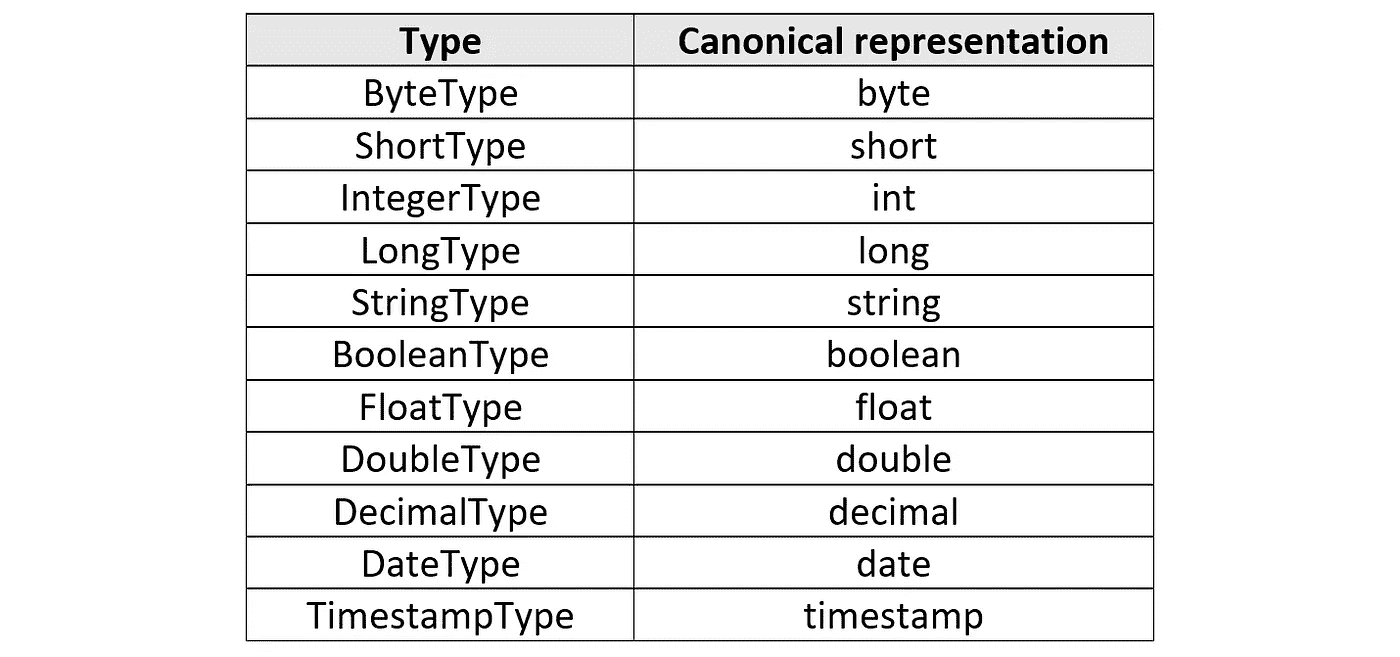 Type Canonical representation
ByteType byte
ShortType short
IntegerType int
LongType long
StringType string
BooleanType boolean
FloatType float
DoubleType double
DecimalType decimal
DateType date
TimestampType timestamp